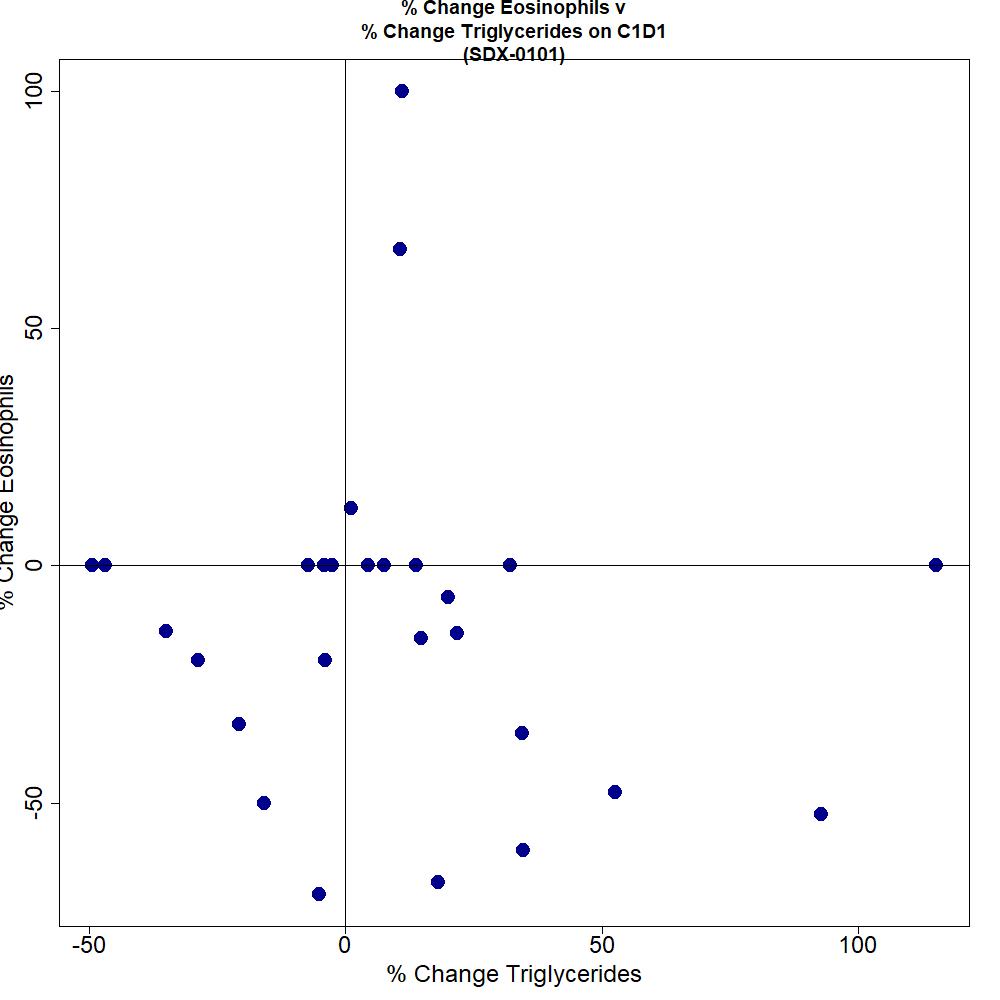 % Change Eosinophils v
% Change Triglycerides on C1D1
(SDX-0101)
100
50
0
-50
% Change Eosinophils
-50
0
50
100
% Change Triglycerides